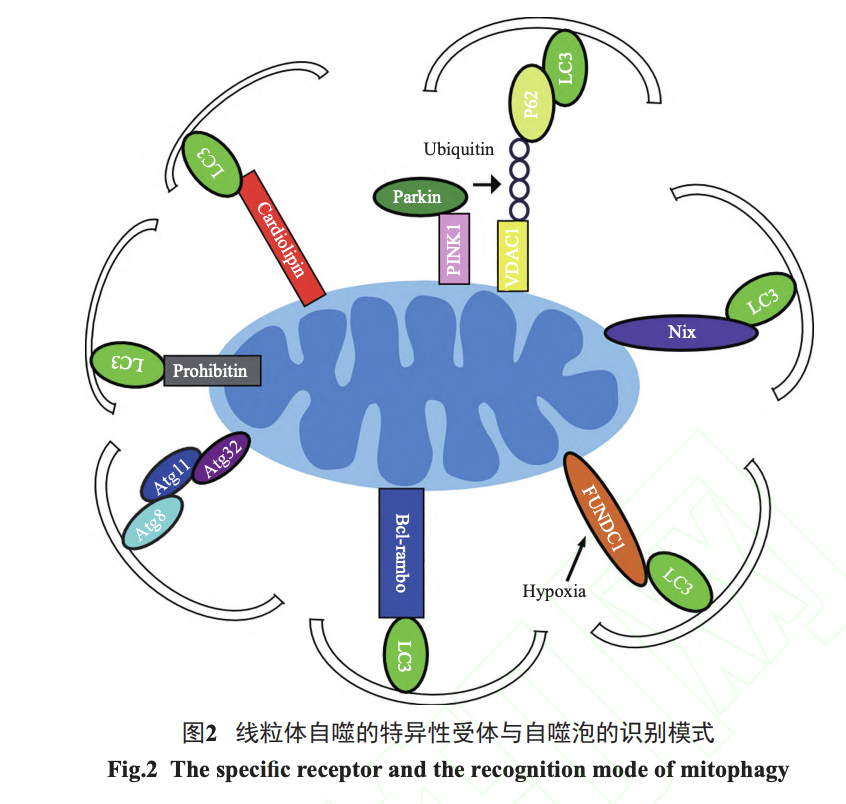 LC3
P62
Ubiquitin
LC3
Cardiolipin
Parkin
PINK1
VDAC1
LC3
Nix
LC3
Prohibitin
Atg11
Atg32
Atg8
Bcl-rambo
LC3
FUNDC1
LC3
Hypoxia
图2 线粒体自噬的特异性受体与自噬泡的识别模式
Fig.2 The specific receptor and the recognition mode of mitophagy